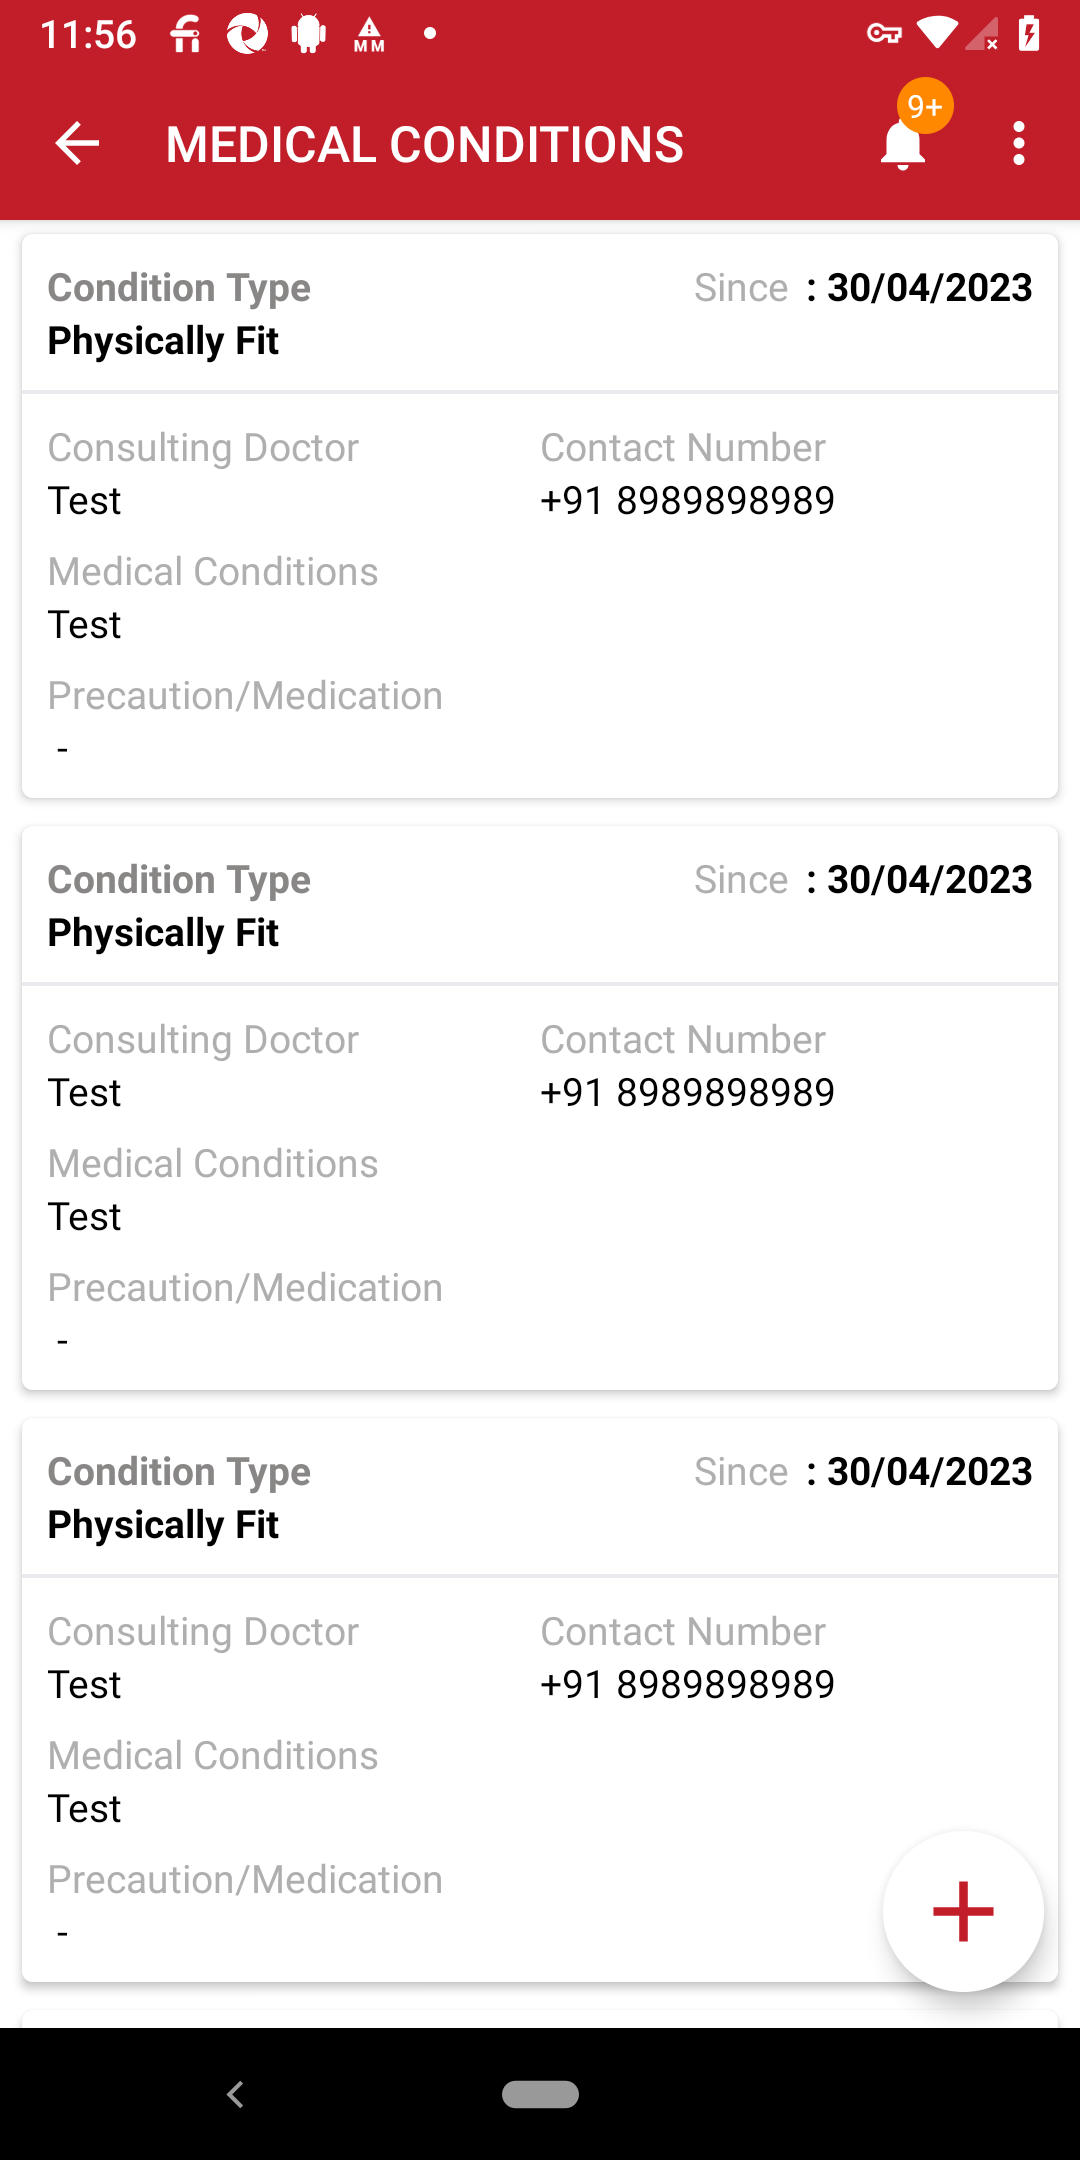 11:56
MM
MEDICAL CONDITIONS
9+
Condition Type
Since : 30/04/2023
Physically Fit
Consulting Doctor
Contact Number
Test
+91 8989898989
Medical Conditions
Test
Precaution/Medication
-
Condition Type
Since : 30/04/2023
Physically Fit
Consulting Doctor
Contact Number
Test
+91 8989898989
Medical Conditions
Test
Precaution/Medication
-
Condition Type
Since : 30/04/2023
Physically Fit
Consulting Doctor
Contact Number
Test
+91 8989898989
Medical Conditions
Test
Precaution/Medication
-